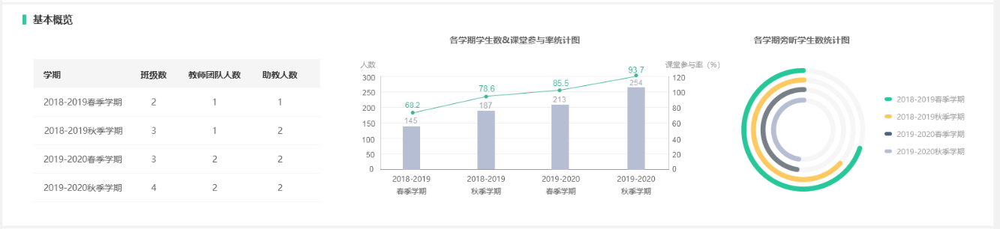 基本概览
学期 班级数 教师团队人数 助教人数
2018-2019春季学期 2 1 1
2018-2019秋季学期 3 1 2
2019-2020春季学期 3 2 2
2019-2020秋季学期 4 2 2
各学期学生数&课堂参与率统计图
人数 课堂参与率（%）
300 120
250 100
200 80
150 60
100 40
50 20
0 0
68.2 78.6 85.5 93.7
145 187 213 254
2018-2019 2018-2019 2019-2020 2019-2020
春季学期 秋季学期 春季学期 秋季学期
各学期旁听学生数统计图
2018-2019春季学期
2018-2019秋季学期
2019-2020春季学期
2019-2020秋季学期